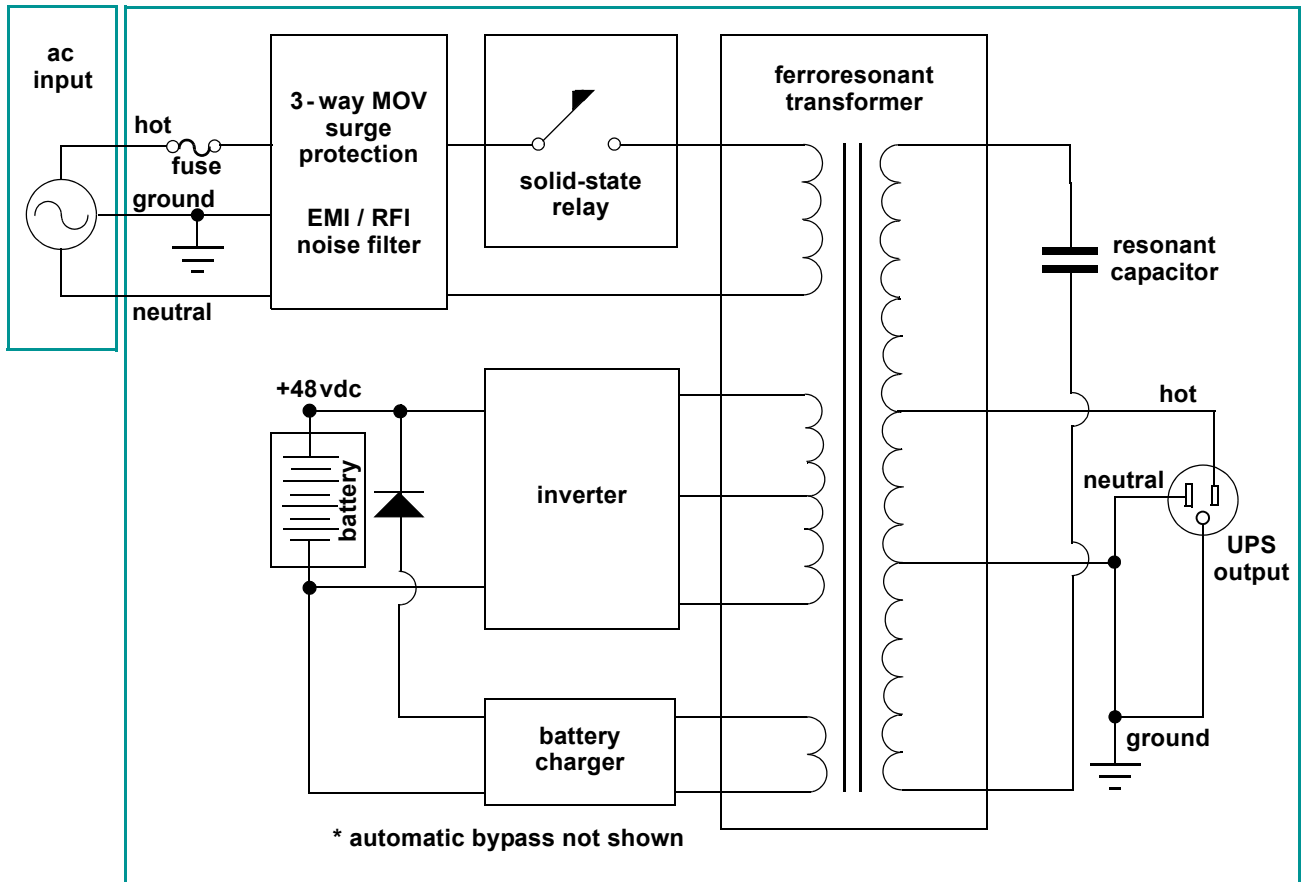 ac
input
hot
fuse
ground
neutral
3-way MOV
surge
protection
EMI / RFI
noise filter
solid-state
relay
ferroresonant
transformer
resonant
capacitor
+48vdc
battery
inverter
battery
charger
hot
neutral
UPS
output
ground
* automatic bypass not shown